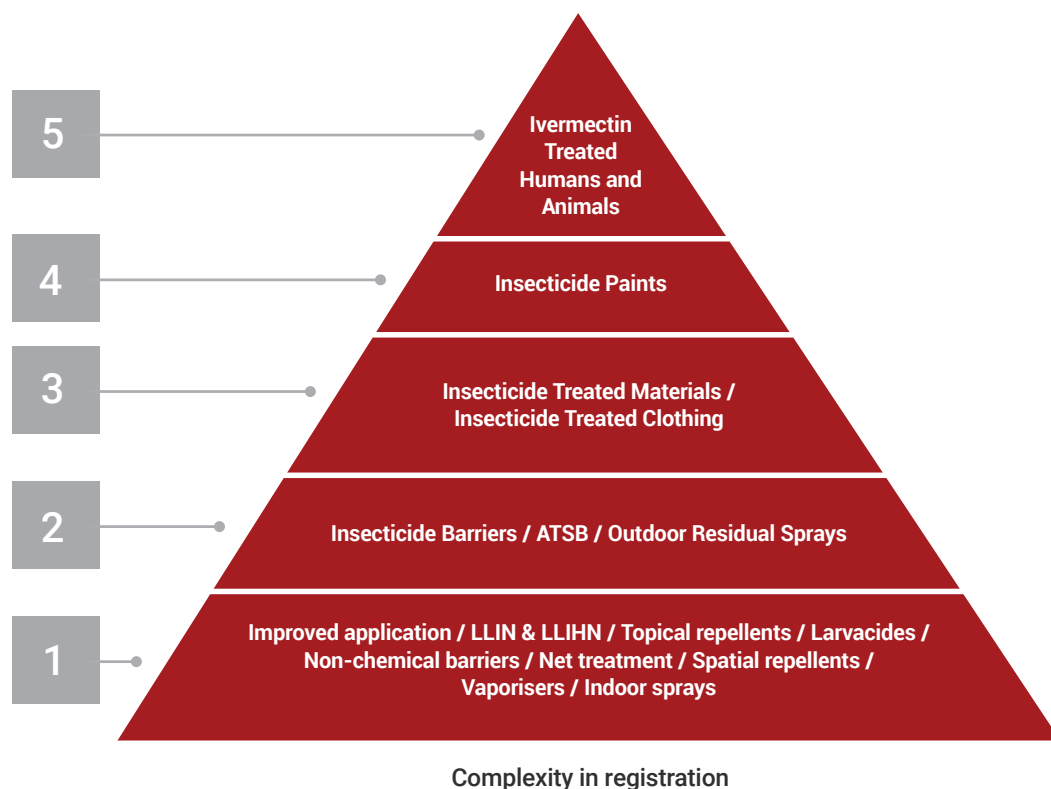 5
Ivermectin
Treated
Humans and
Animals
4
Insecticide Paints
3
Insecticide Treated Materials /
Insecticide Treated Clothing
2
Insecticide Barriers / ATSB / Outdoor Residual Sprays
1
Improved application / LLIN & LLIHN / Topical repellents / Larvacides /
Non-chemical barriers / Net treatment / Spatial repellents /
Vaporisers / Indoor sprays
Complexity in registration